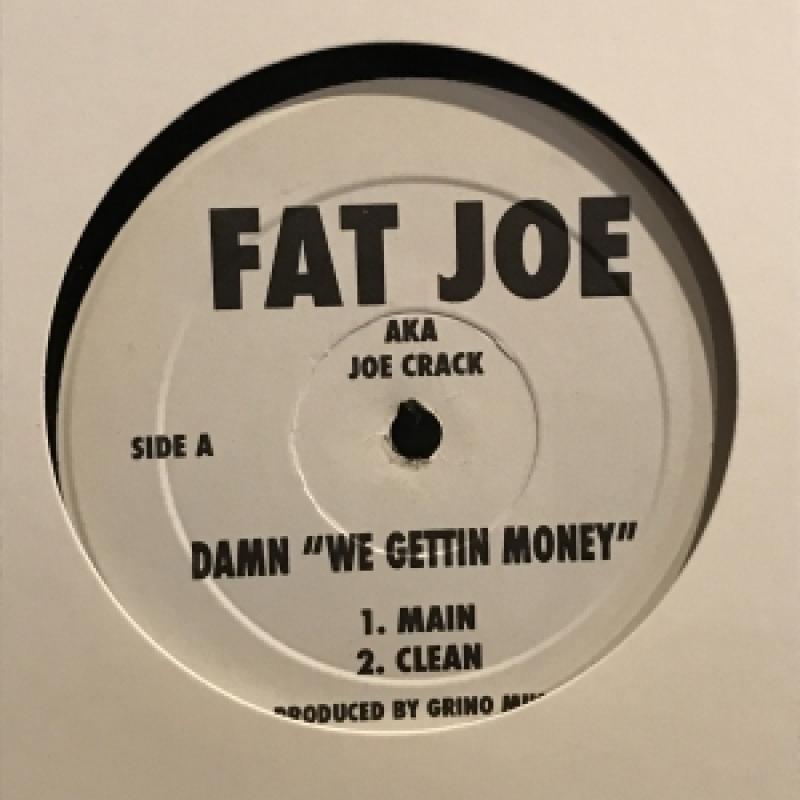 FAT JOE
AKA
JOE CRACK
SIDE A
DAMN "WE GETTIN MONEY"
1. MAIN
2. CLEAN
PRODUCED BY GRINO